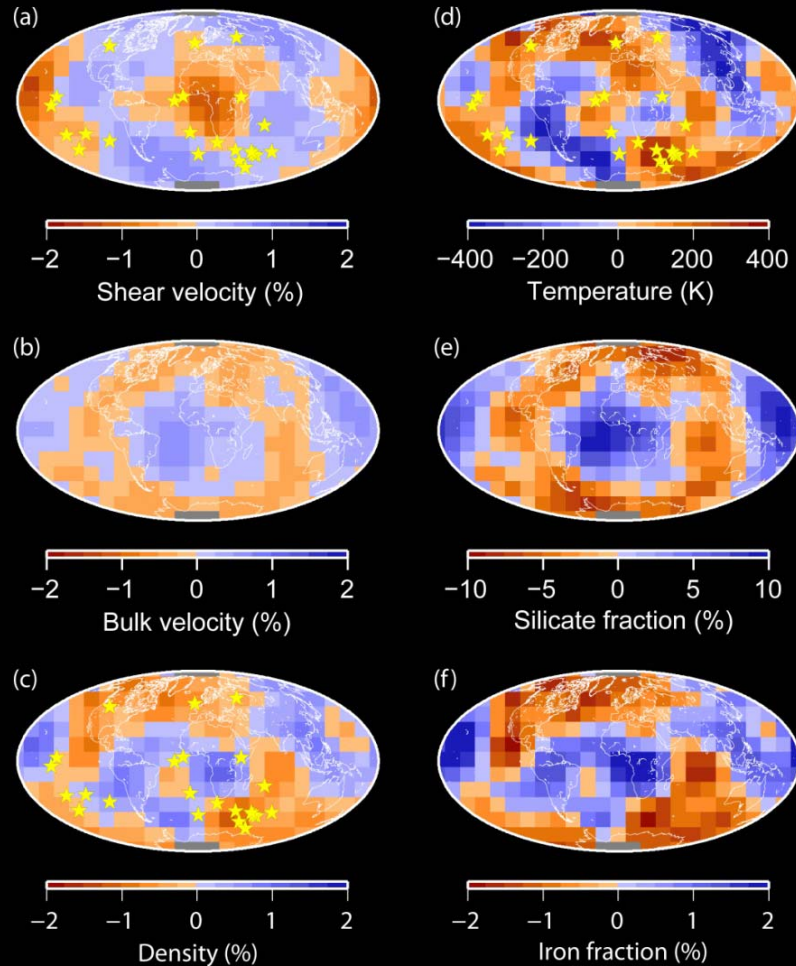 (a)
−2 −1 0 1 2
Shear velocity (%)
(d)
−400 −200 0 200 400
Temperature (K)
(b)
−2 −1 0 1 2
Bulk velocity (%)
(e)
−10 −5 0 5 10
Silicate fraction (%)
(c)
−2 −1 0 1 2
Density (%)
(f)
−2 −1 0 1 2
Iron fraction (%)